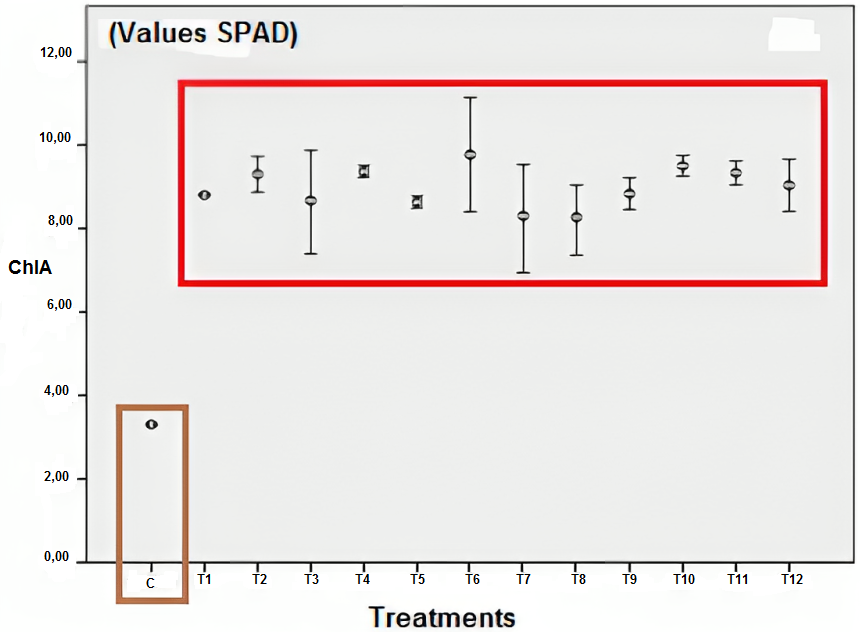 (Values SPAD)
12,00
10,00
8,00
ChlA
6,00
4,00
2,00
0,00
C T1 T2 T3 T4 T5 T6 T7 T8 T9 T10 T11 T12
Treatments